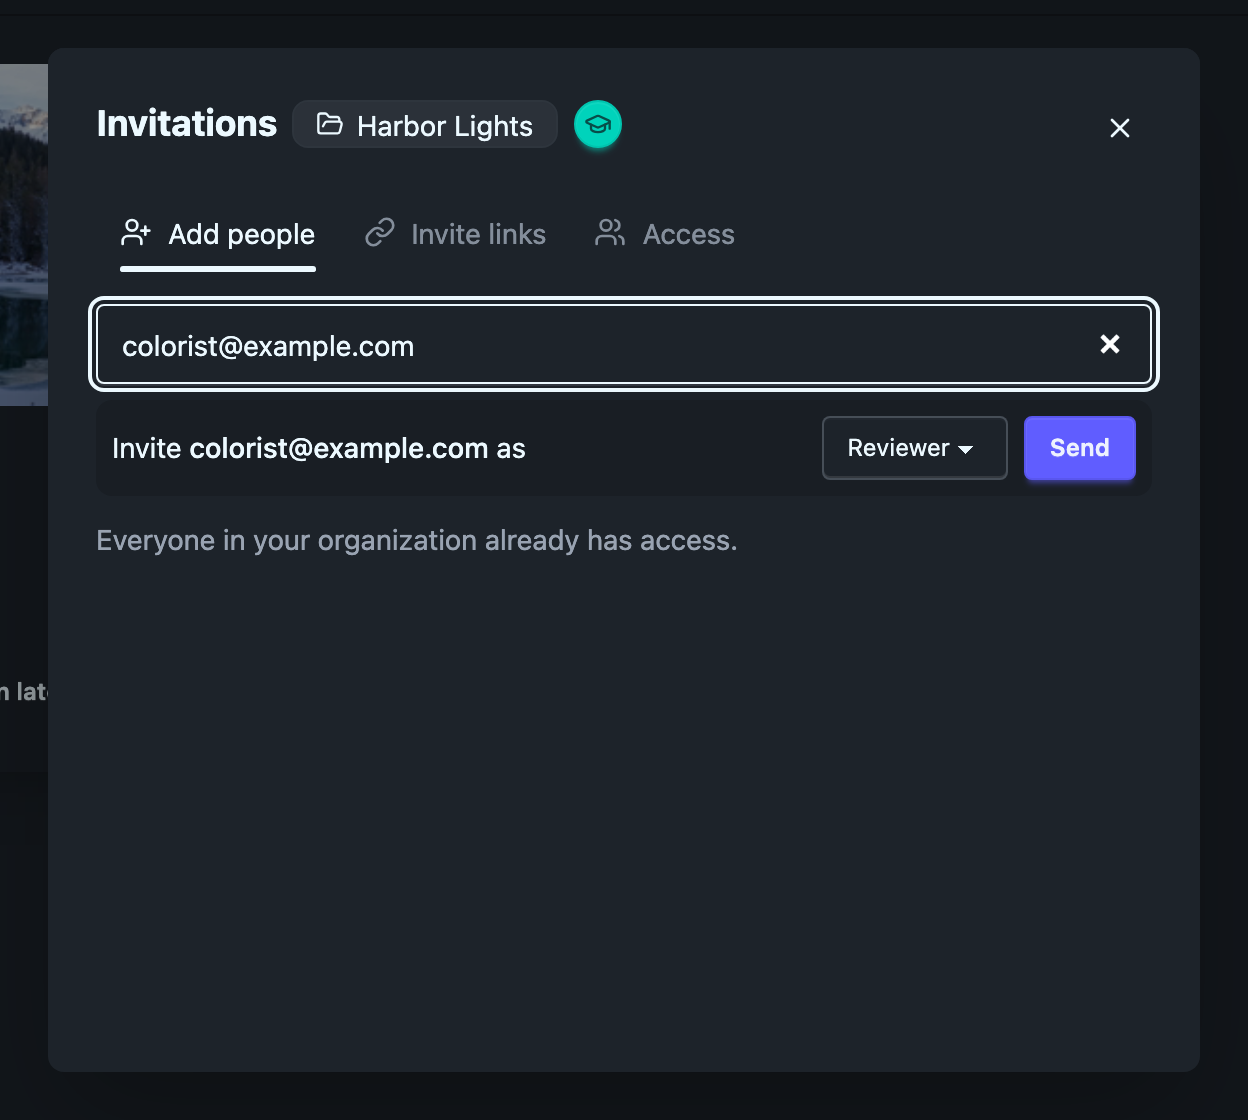 Invitations Harbor Lights
Add people Invite links Access
colorist@example.com
Invite colorist@example.com as Reviewer Send
Everyone in your organization already has access.